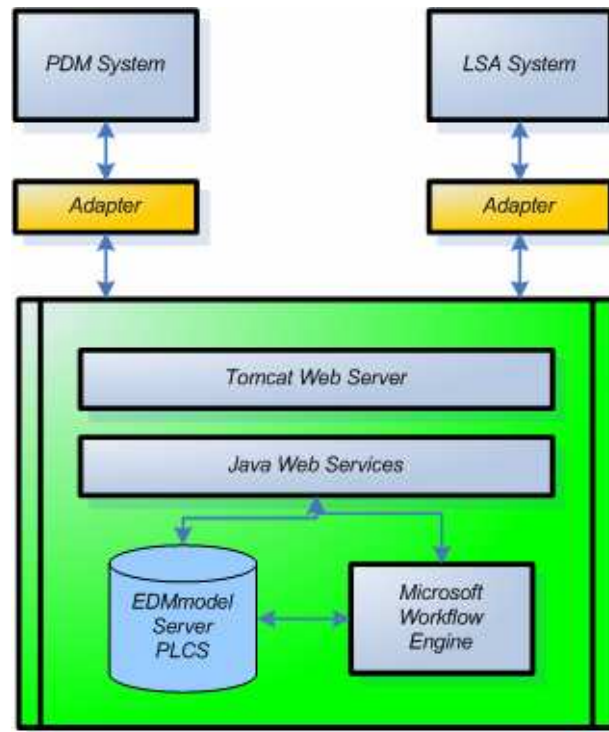 PDM System
LSA System
Adapter
Adapter
Tomcat Web Server
Java Web Services
EDMmodel
Server
PLCS
Microsoft
Workflow
Engine